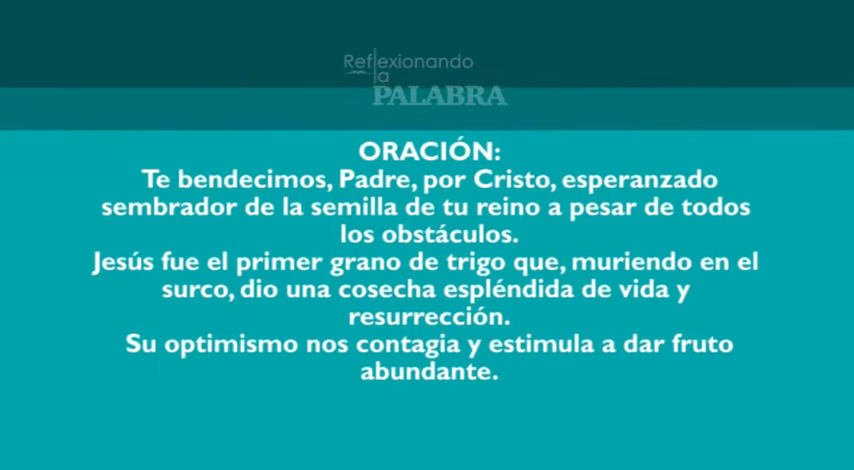 Reflexionando
la
PALABRA
ORACIÓN:
Te bendecimos, Padre, por Cristo, esperanzado
sembrador de la semilla de tu reino a pesar de todos
los obstáculos.
Jesús fue el primer grano de trigo que, muriendo en el
surco, dio una cosecha espléndida de vida y
resurrección.
Su optimismo nos contagia y estimula a dar fruto
abundante.